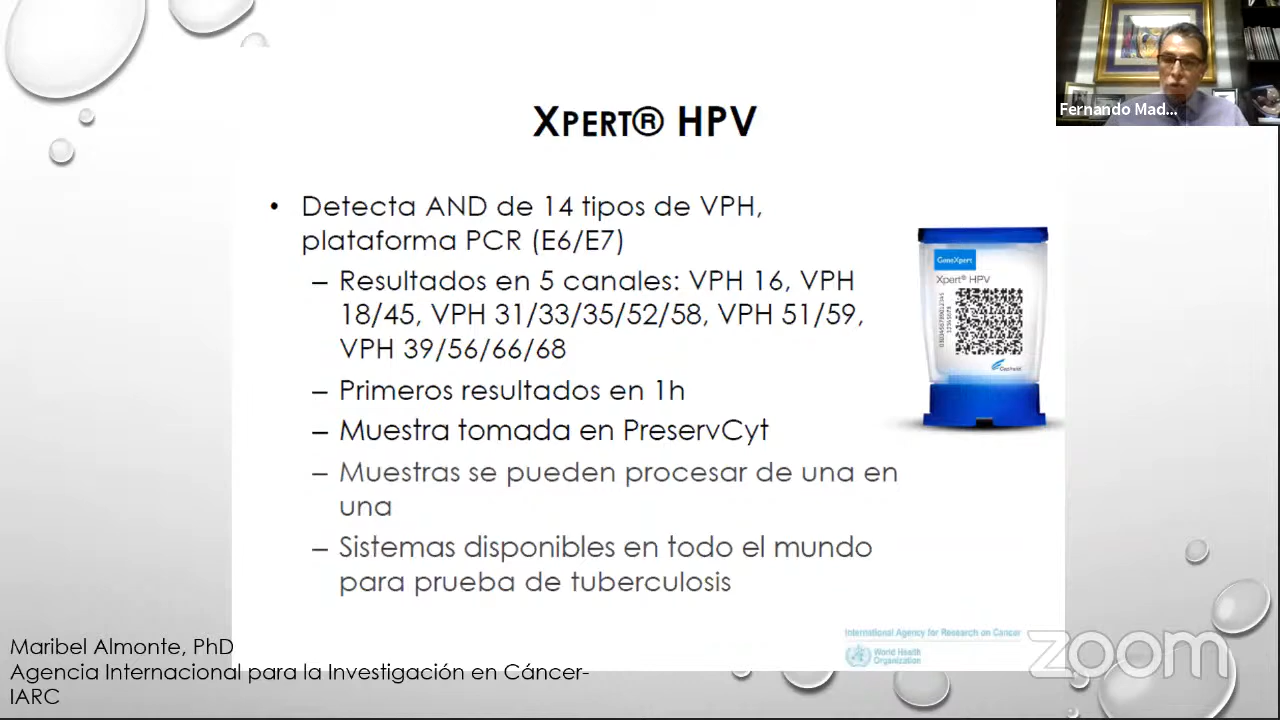 Fernando Mad...
XPERT® HPV
• Detecta AND de 14 tipos de VPH,
plataforma PCR (E6/E7)
– Resultados en 5 canales: VPH 16, VPH
18/45, VPH 31/33/35/52/58, VPH 51/59,
VPH 39/56/66/68
– Primeros resultados en 1h
– Muestra tomada en PreservCyt
– Muestras se pueden procesar de una en
una
– Sistemas disponibles en todo el mundo
para prueba de tuberculosis
GeneXpert
Xpert® HPV
Cepheid
International Agency for Research on Cancer
World Health
Organization
zoom
Maribel Almonte, PhD
Agencia Internacional para la Investigación en Cáncer-
IARC